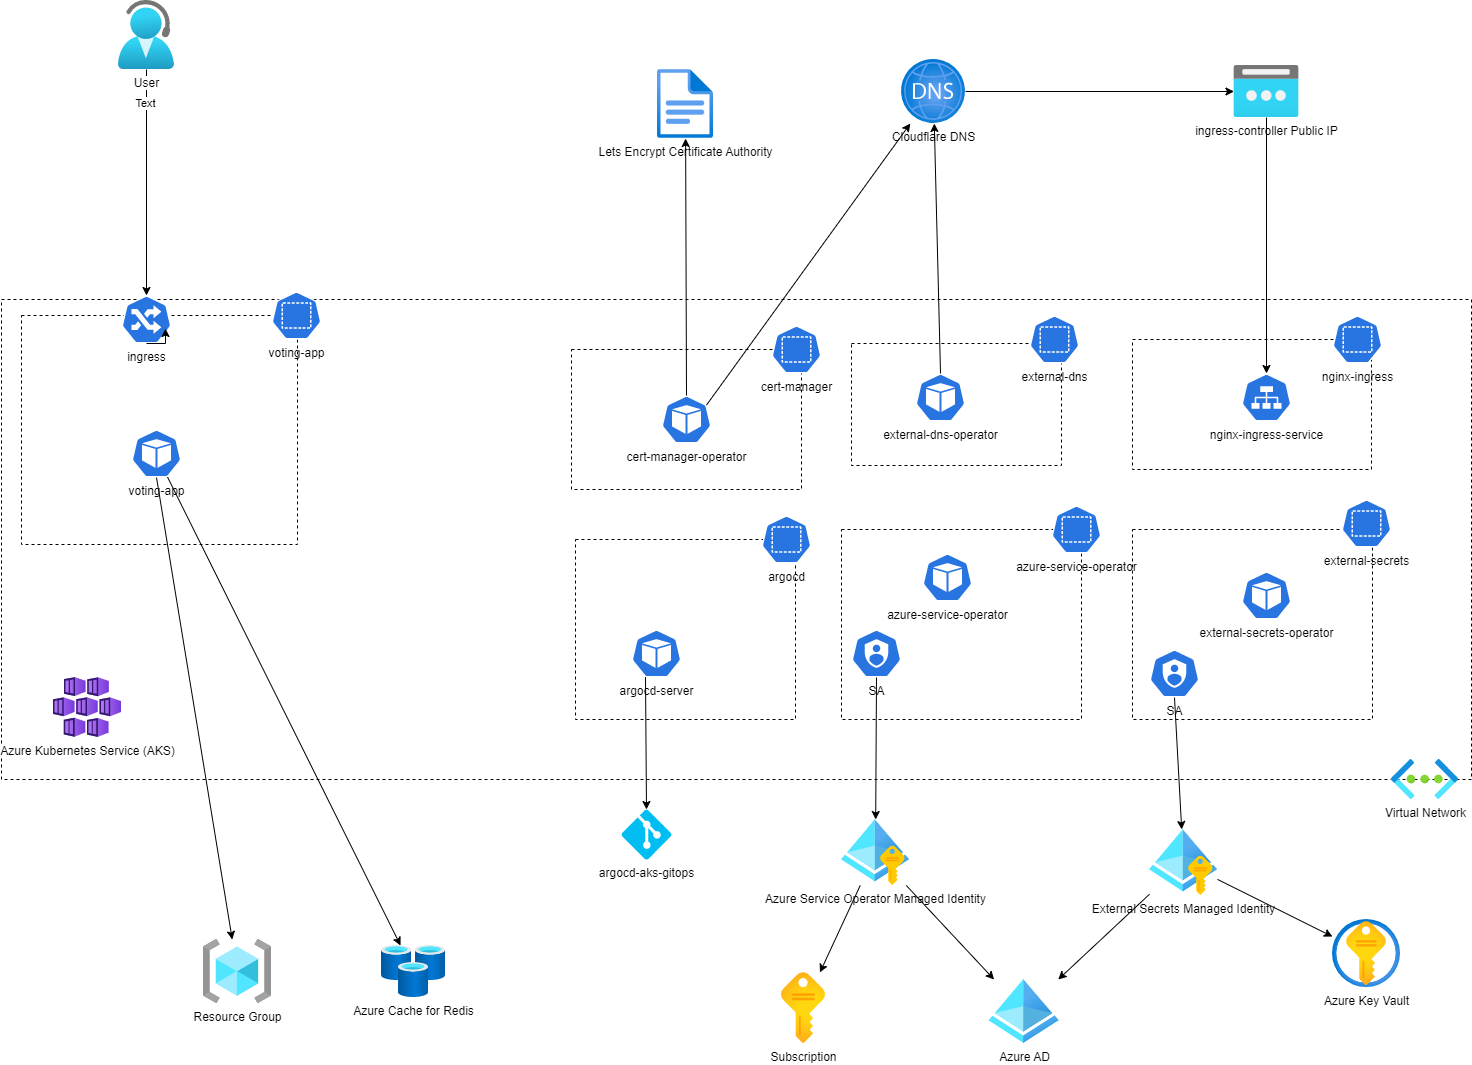 User
Text
Lets Encrypt Certificate Authority
DNS
Cloudflare DNS
ingress-controller Public IP
ingress
voting-app
cert-manager
external-dns
nginx-ingress
voting-app
cert-manager-operator
external-dns-operator
nginx-ingress-service
argocd
azure-service-operator
external-secrets
azure-service-operator
external-secrets-operator
argocd-server
SA
SA
Azure Kubernetes Service (AKS)
Virtual Network
argocd-aks-gitops
Azure Service Operator Managed Identity
External Secrets Managed Identity
Resource Group
Azure Cache for Redis
Subscription
Azure AD
Azure Key Vault